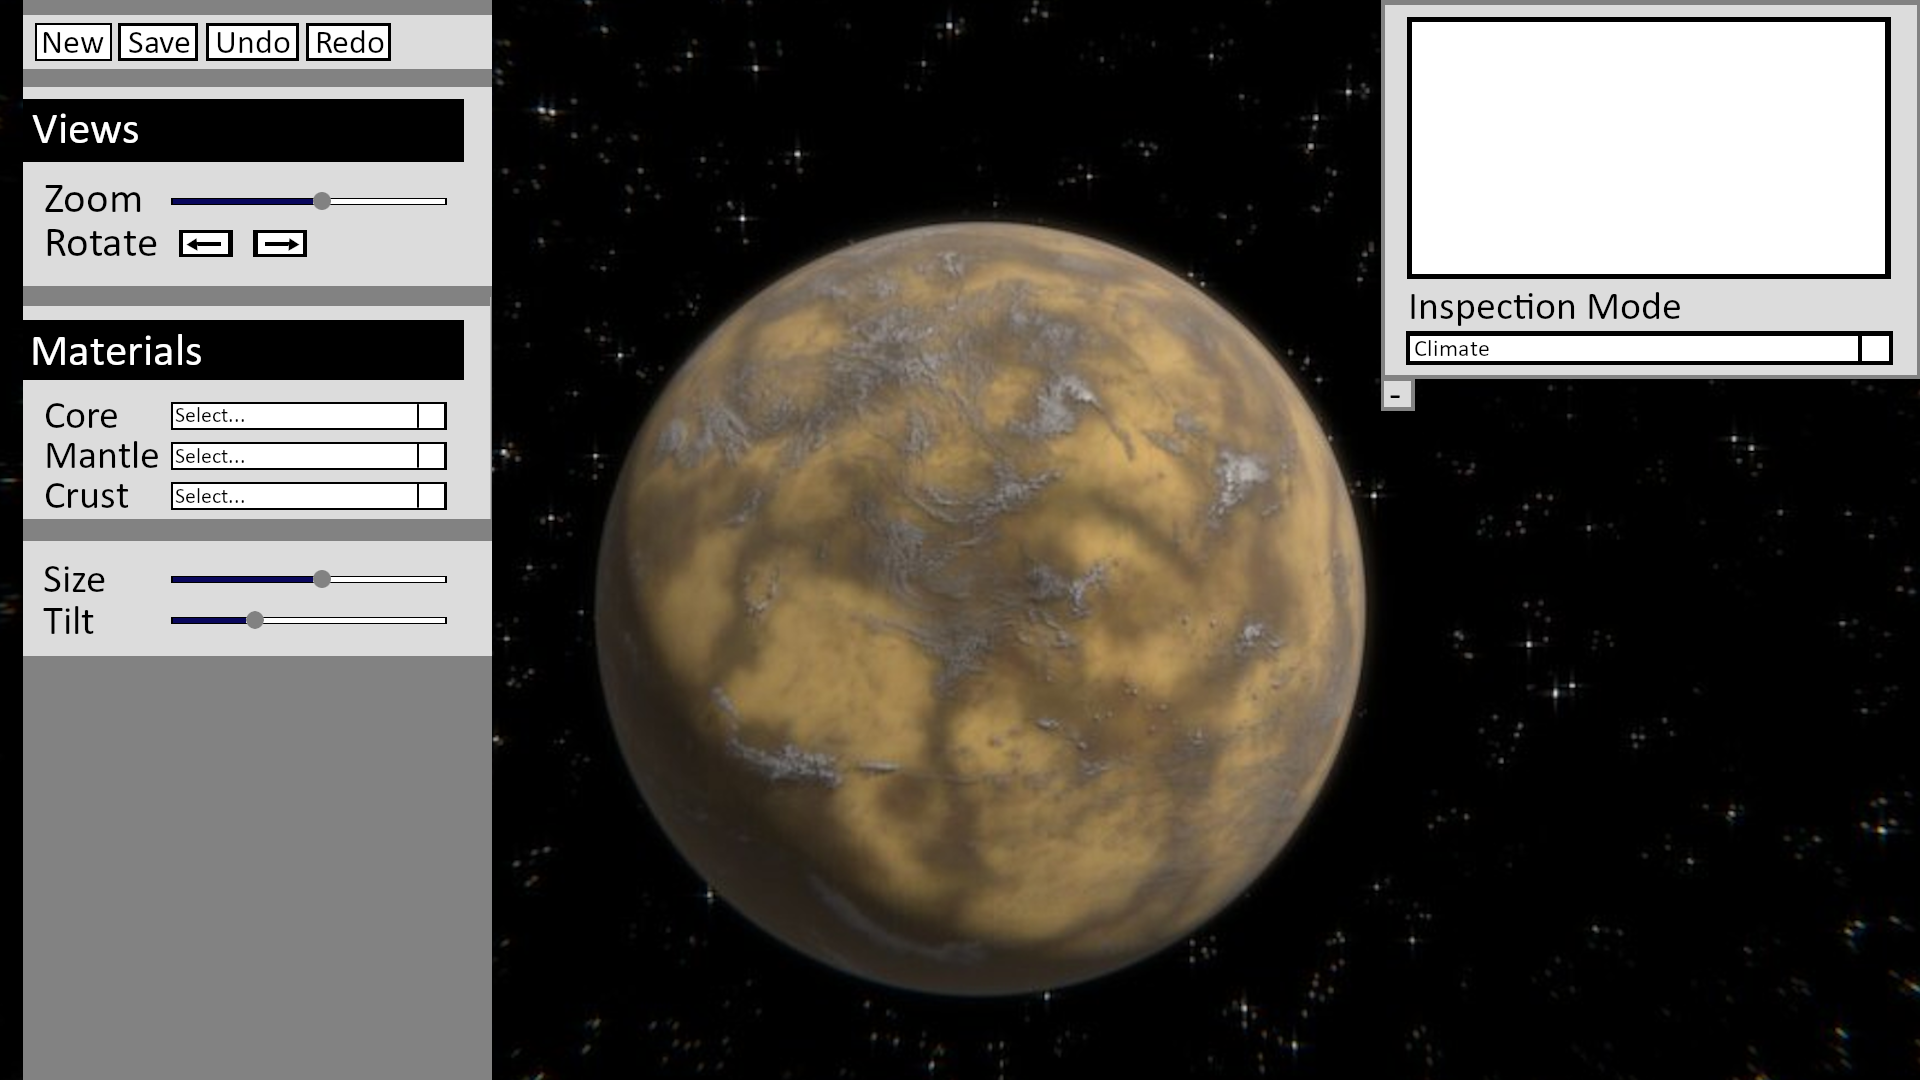 New Save Undo Redo
Views
Zoom
Rotate
Materials
Core Select...
Mantle Select...
Crust Select...
Size
Tilt
Inspection Mode
Climate
-